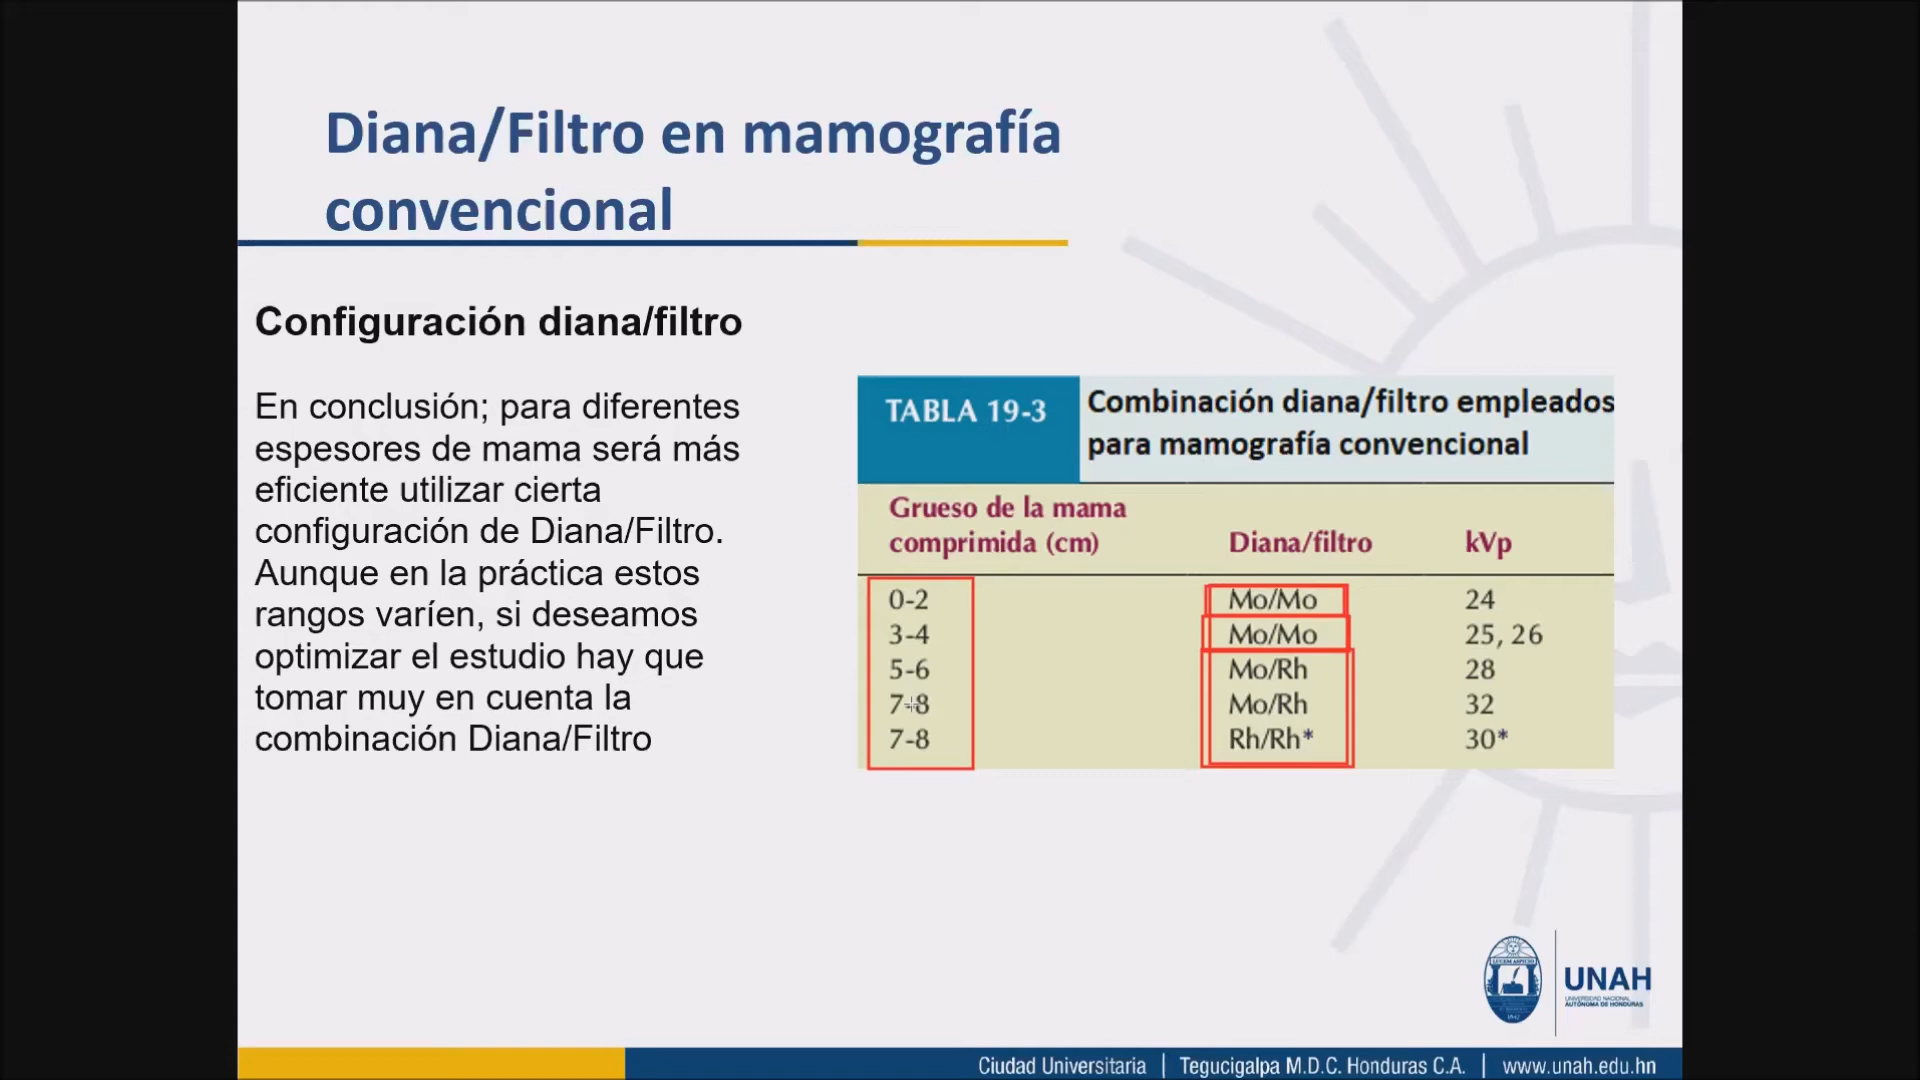 Diana/Filtro en mamografía
convencional
Configuración diana/filtro
En conclusión; para diferentes
espesores de mama será más
eficiente utilizar cierta
configuración de Diana/Filtro.
Aunque en la práctica estos
rangos varíen, si deseamos
optimizar el estudio hay que
tomar muy en cuenta la
combinación Diana/Filtro
TABLA 19-3
Combinación diana/filtro empleados
para mamografía convencional
Grueso de la mama
comprimida (cm) Diana/filtro kVp
0-2 Mo/Mo 24
3-4 Mo/Mo 25, 26
5-6 Mo/Rh 28
7-8 Mo/Rh 32
7-8 Rh/Rh* 30*
UNAH
UNIVERSIDAD NACIONAL
AUTÓNOMA DE HONDURAS
Ciudad Universitaria | Tegucigalpa M.D.C. Honduras C.A. | www.unah.edu.hn